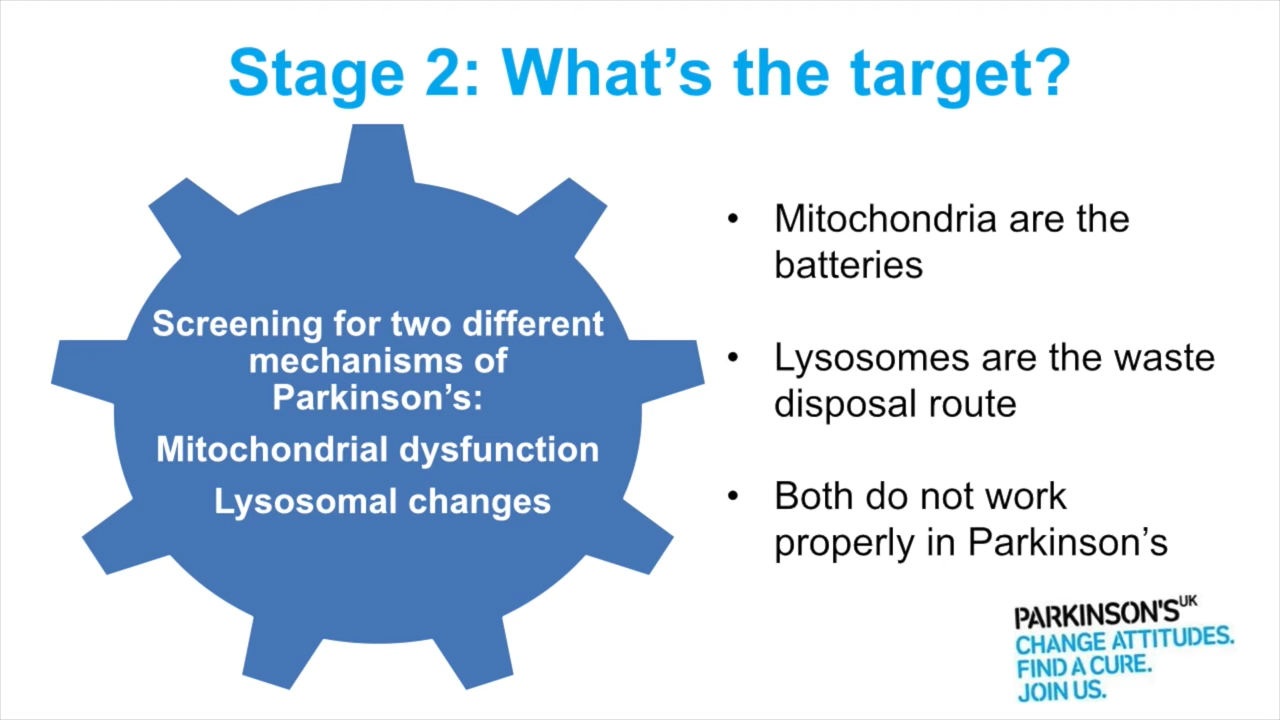 Stage 2: What's the target?
Screening for two different
mechanisms of
Parkinson's:
Mitochondrial dysfunction
Lysosomal changes
• Mitochondria are the
batteries
• Lysosomes are the waste
disposal route
• Both do not work
properly in Parkinson's
PARKINSON'S UK
CHANGE ATTITUDES.
FIND A CURE.
JOIN US.